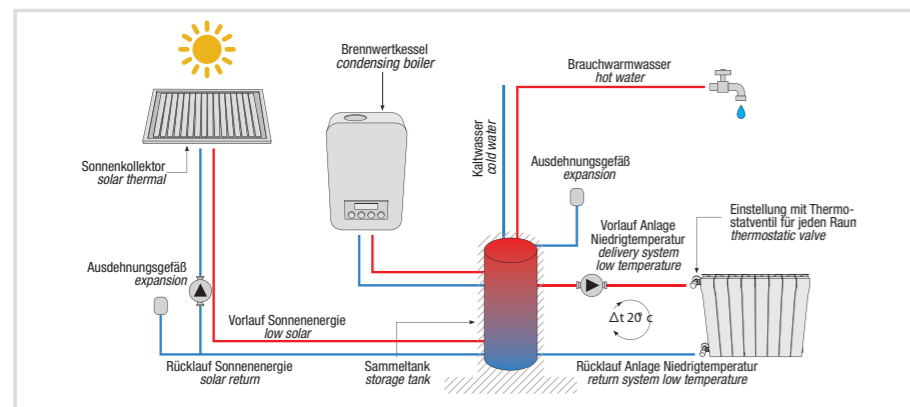 Brennwertkessel
condensing boiler
Brauchwarmwasser
hot water
Kaltwasser
cold water
Sonnenkollektor
solar thermal
Ausdehnungsgefäß
expansion
Einstellung mit Thermo-
statventil für jeden Raum
thermostatic valve
Vorlauf Anlage
Niedrigtemperatur
delivery system
low temperature
Ausdehnungsgefäß
expansion
Δt 20° c
Vorlauf Sonnenenergie
low solar
Rücklauf Sonnenenergie
solar return
Sammeltank
storage tank
Rücklauf Anlage Niedrigtemperatur
return system low temperature